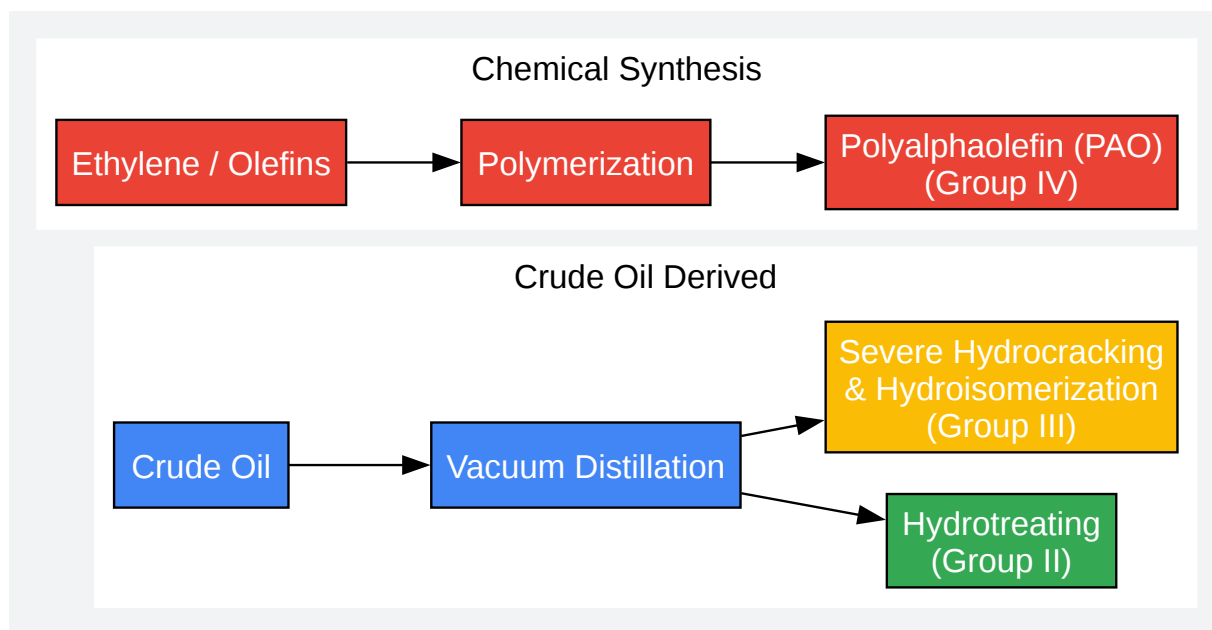 Chemical Synthesis
Ethylene / Olefins
Polymerization
Polyalphaolefin (PAO)
(Group IV)
Crude Oil Derived
Crude Oil
Vacuum Distillation
Severe Hydrocracking
& Hydroisomerization
(Group III)
Hydrotreating
(Group II)